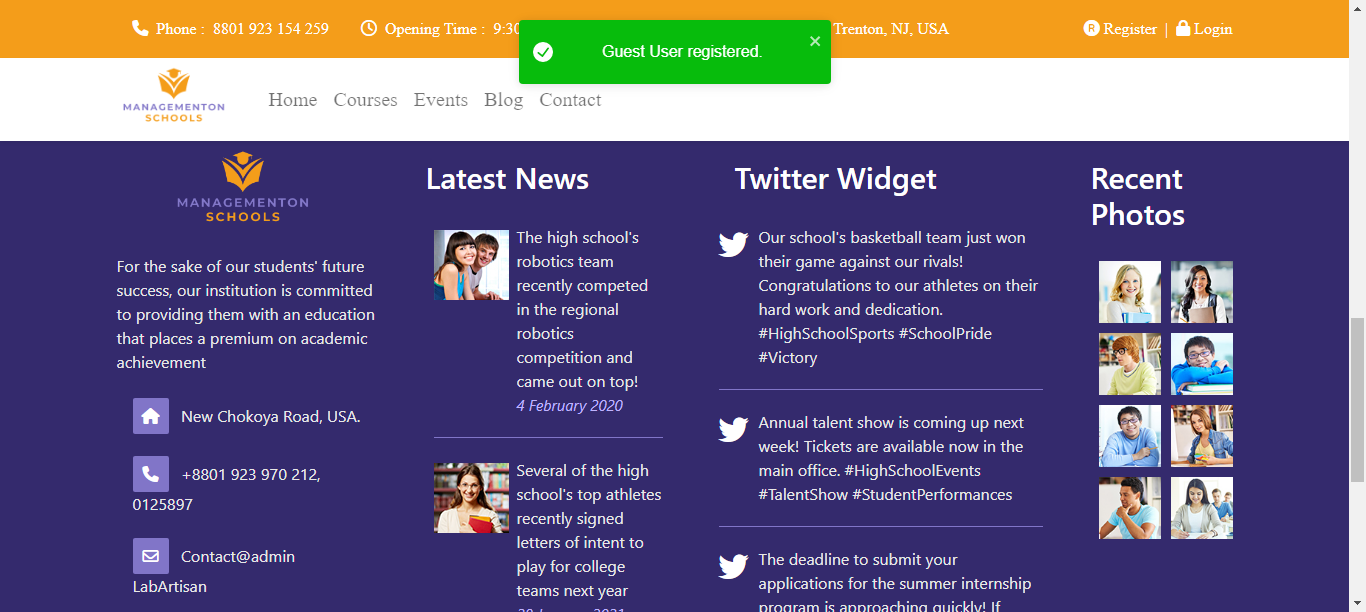 Phone : 8801 923 154 259
Opening Time : 9:30
Trenton, NJ, USA
Register | Login
Guest User registered.
MANAGEMENTON
SCHOOLS
Home Courses Events Blog Contact
MANAGEMENTON
SCHOOLS
For the sake of our students' future
success, our institution is committed
to providing them with an education
that places a premium on academic
achievement
New Chokoya Road, USA.
+8801 923 970 212,
0125897
Contact@admin
LabArtisan
Latest News
The high school's
robotics team
recently competed
in the regional
robotics
competition and
came out on top!
4 February 2020
Several of the high
school's top athletes
recently signed
letters of intent to
play for college
teams next year
Twitter Widget
Our school's basketball team just won
their game against our rivals!
Congratulations to our athletes on their
hard work and dedication.
#HighSchoolSports #SchoolPride
#Victory
Annual talent show is coming up next
week! Tickets are available now in the
main office. #HighSchoolEvents
#TalentShow #StudentPerformances
The deadline to submit your
applications for the summer internship
program is approaching quickly! If
Recent
Photos